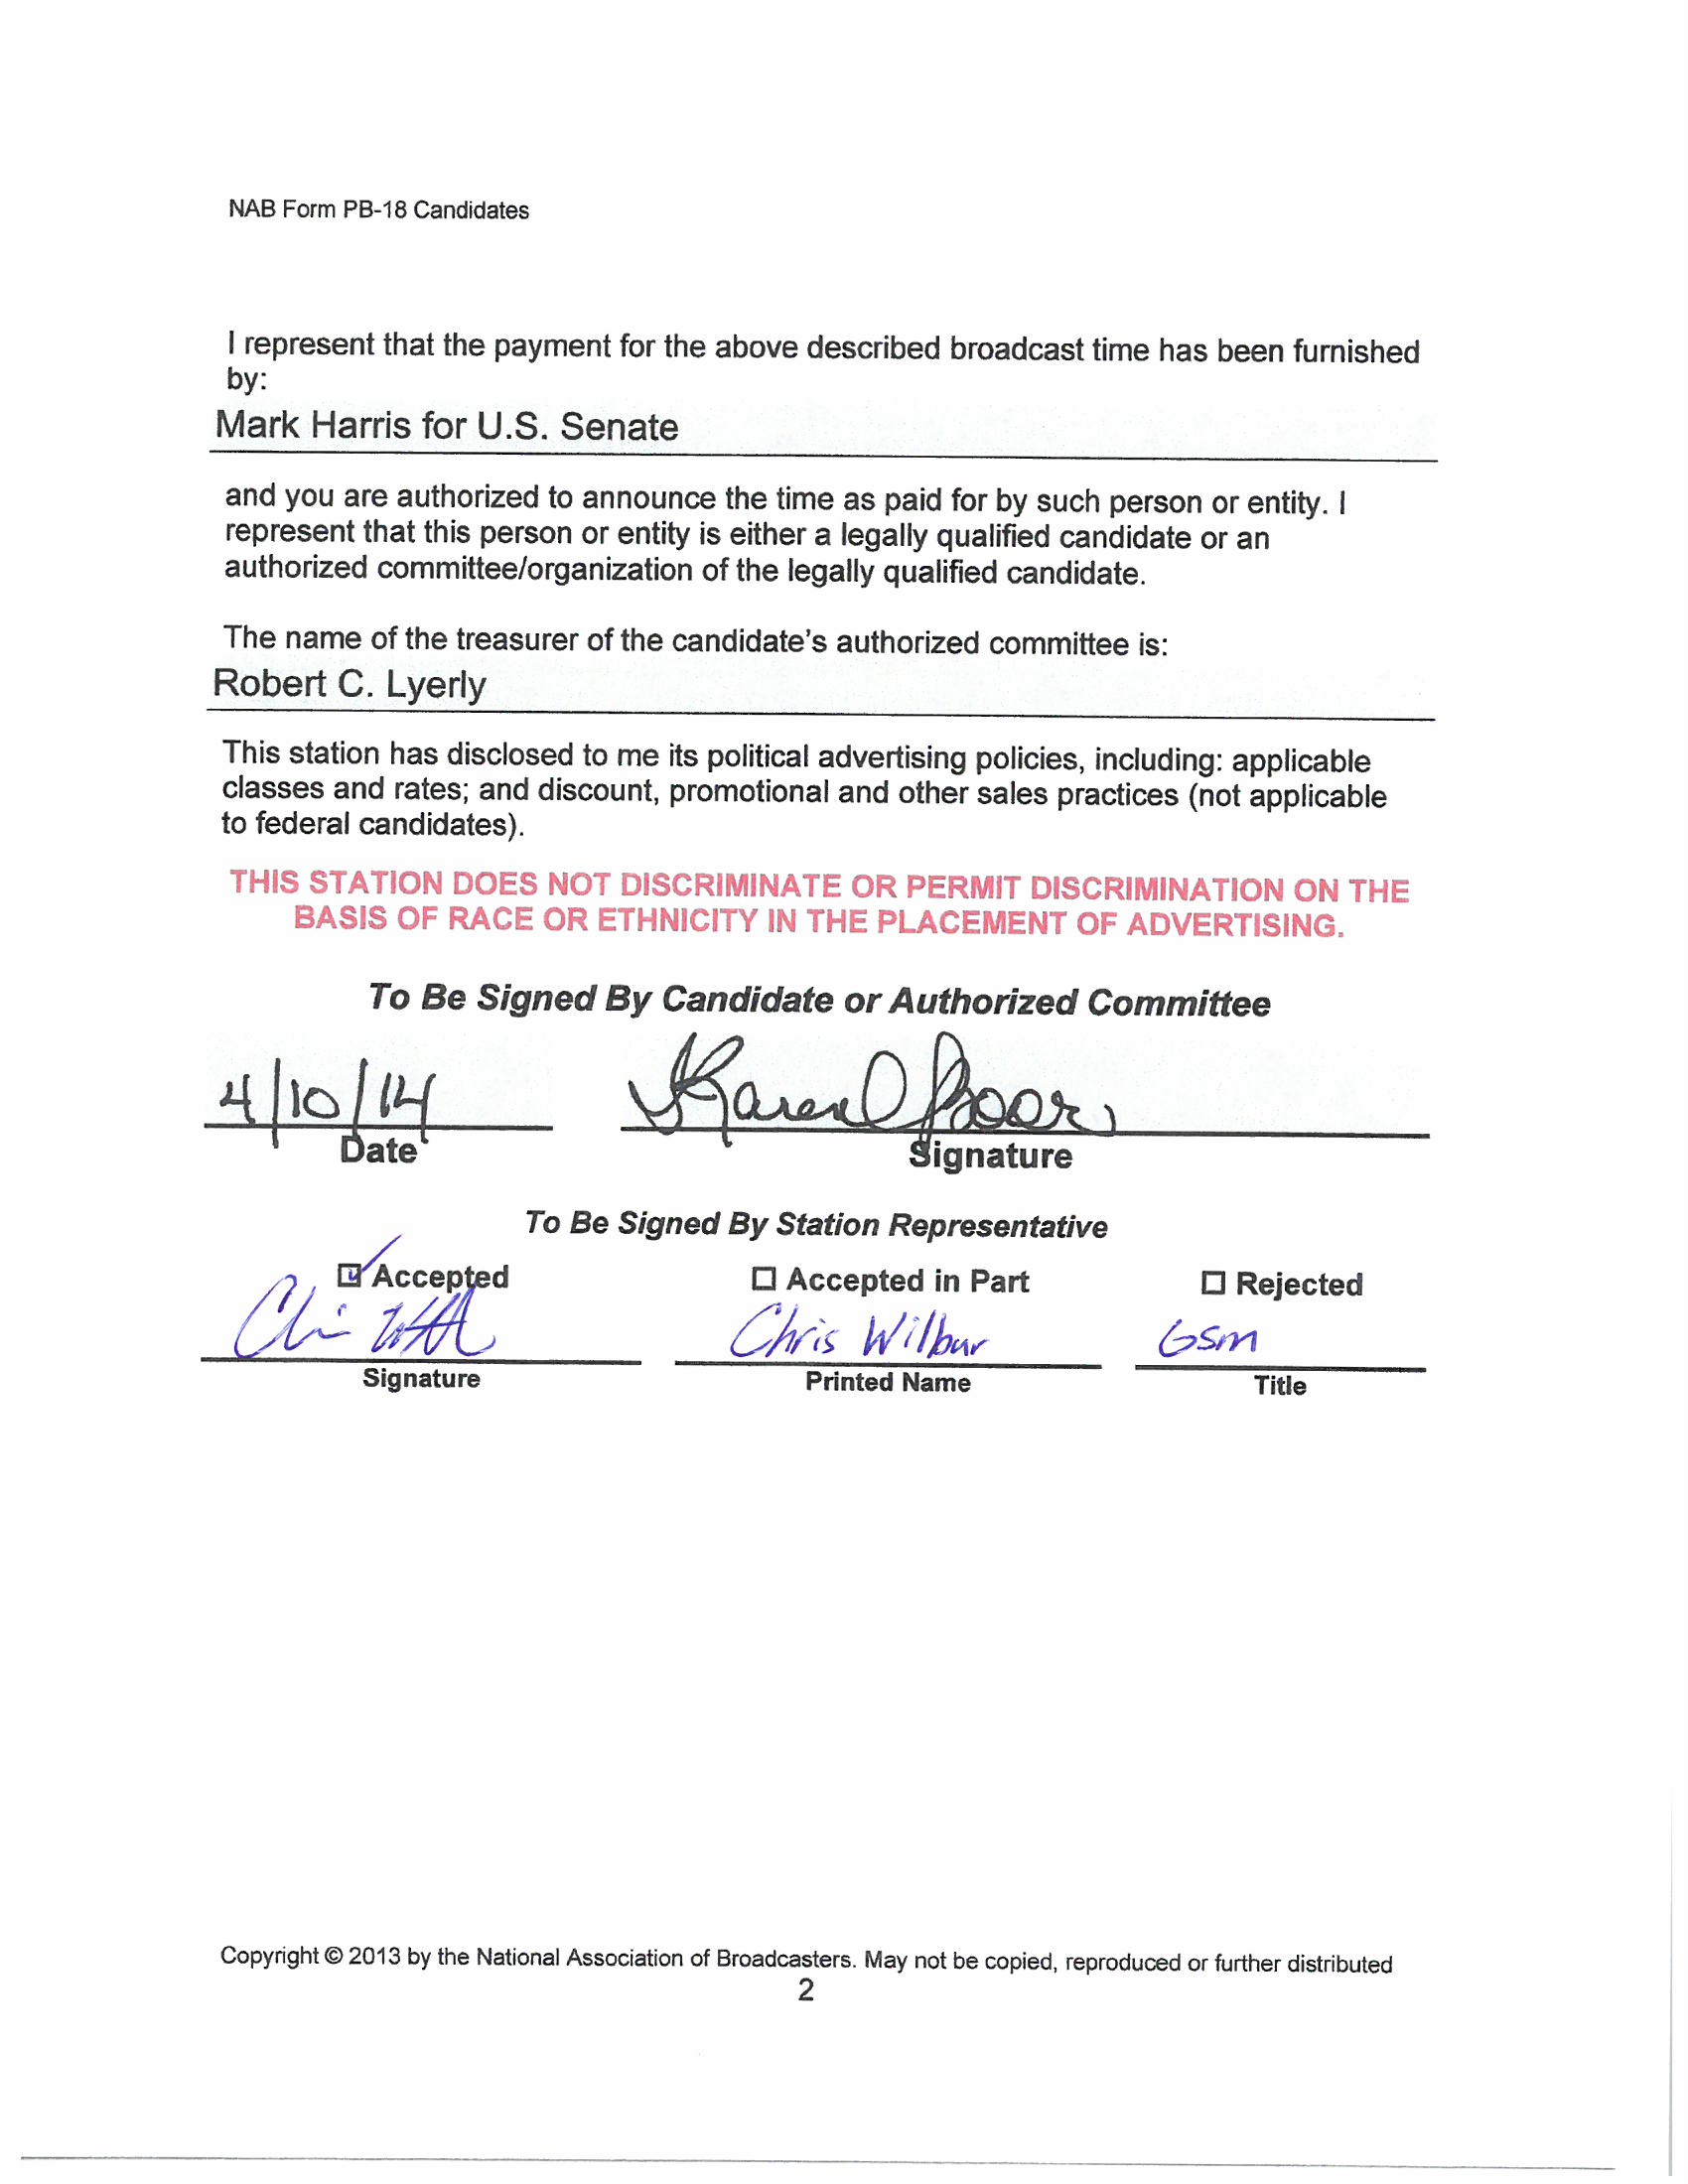 NAB Form PB-18 Candidates
I represent that the payment for the above described broadcast time has been furnished
by:
Mark Harris for U.S. Senate
and you are authorized to announce the time as paid for by such person or entity. I
represent that this person or entity is either a legally qualified candidate or an
authorized committee/organization of the legally qualified candidate.
The name of the treasurer of the candidate's authorized committee is:
Robert C. Lyerly
This station has disclosed to me its political advertising policies, including: applicable
classes and rates; and discount, promotional and other sales practices (not applicable
to federal candidates).
THIS STATION DOES NOT DISCRIMINATE OR PERMIT DISCRIMINATION ON THE
BASIS OF RACE OR ETHNICITY IN THE PLACEMENT OF ADVERTISING.
To Be Signed By Candidate or Authorized Committee
4/10/14 Karen
Date Signature
To Be Signed By Station Representative
Accepted Accepted in Part Rejected
Chris Wilbur GSM
Signature Printed Name Title
Copyright © 2013 by the National Association of Broadcasters. May not be copied, reproduced or further distributed
2